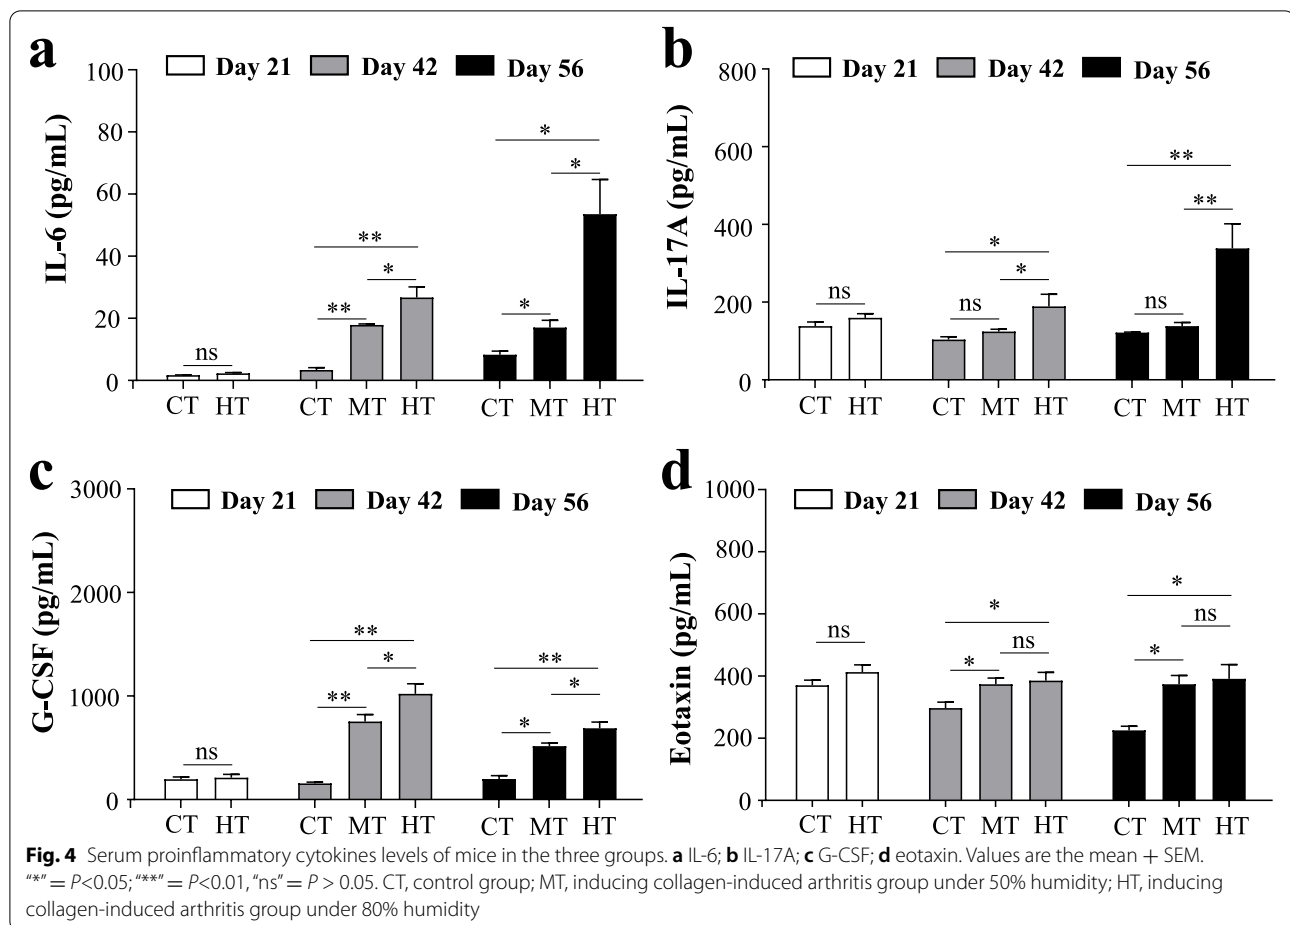 a
Day 21 Day 42 Day 56
IL-6 (pg/mL)
100
80
60
40
20
0
ns
**
**
*
*
*
*
CT HT CT MT HT CT MT HT
b
Day 21 Day 42 Day 56
IL-17A (pg/mL)
800
600
400
200
0
ns
*
ns
*
**
ns
**
CT HT CT MT HT CT MT HT
c
Day 21 Day 42 Day 56
G-CSF (pg/mL)
3000
2000
1000
0
ns
**
**
*
**
*
*
CT HT CT MT HT CT MT HT
d
Day 21 Day 42 Day 56
Eotaxin (pg/mL)
1000
800
600
400
200
0
ns
*
*
ns
*
*
ns
CT HT CT MT HT CT MT HT
Fig. 4 Serum proinflammatory cytokines levels of mice in the three groups. a IL-6; b IL-17A; c G-CSF; d eotaxin. Values are the mean + SEM.
“*” = P<0.05; “**” = P<0.01, “ns” = P > 0.05. CT, control group; MT, inducing collagen-induced arthritis group under 50% humidity; HT, inducing
collagen-induced arthritis group under 80% humidity